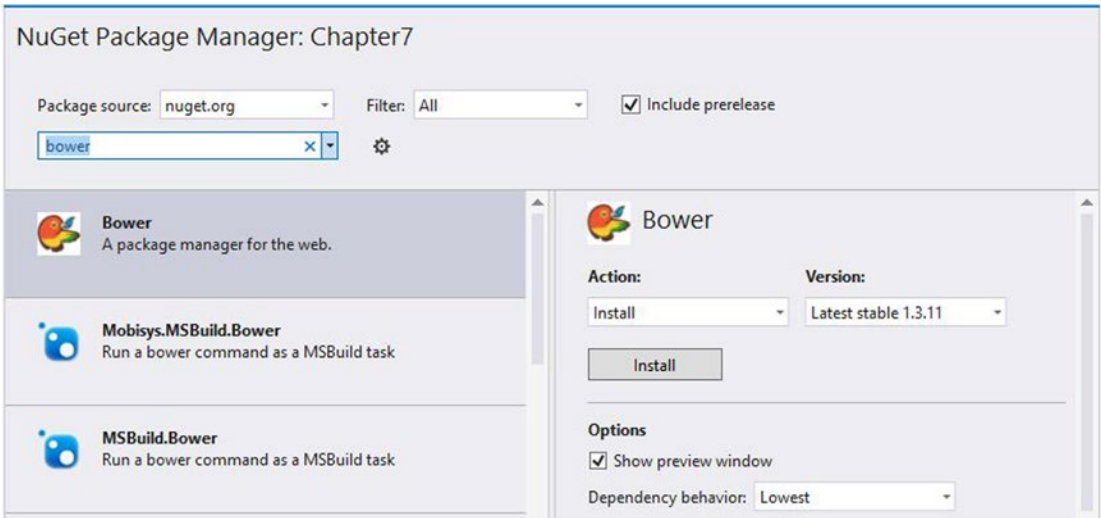 NuGet Package Manager: Chapter7
Package source: nuget.org Filter: All Include prerelease
bower
Bower
A package manager for the web.
Mobisys.MSBuild.Bower
Run a bower command as a MSBuild task
MSBuild.Bower
Run a bower command as a MSBuild task
Bower
Action: Version:
Install Latest stable 1.3.11
Install
Options
Show preview window
Dependency behavior: Lowest